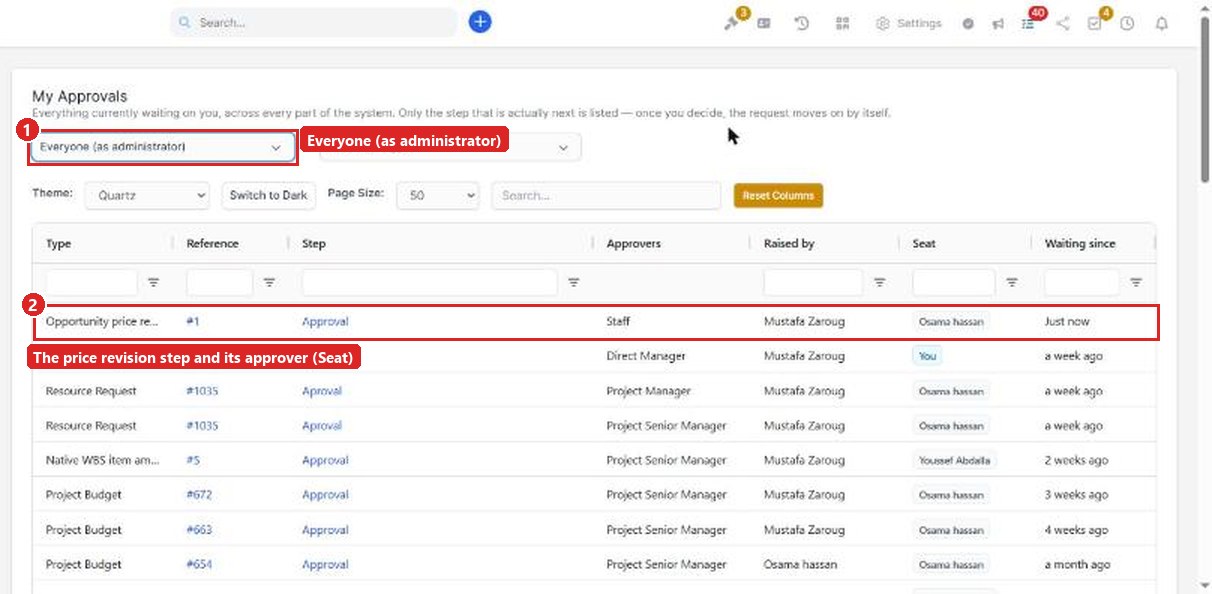 Search...
3
Settings
40
4
My Approvals
Everything currently waiting on you, across every part of the system. Only the step that is actually next is listed — once you decide, the request moves on by itself.
1
Everyone (as administrator)
Everyone (as administrator)
Theme: Quartz Switch to Dark Page Size: 50 Search... Reset Columns
Type Reference Step Approvers Raised by Seat Waiting since
2
Opportunity price re... #1 Approval Staff Mustafa Zaroug Osama hassan Just now
The price revision step and its approver (Seat)
Direct Manager Mustafa Zaroug You a week ago
Resource Request #1035 Aproval Project Manager Mustafa Zaroug Osama hassan a week ago
Resource Request #1035 Aproval Project Senior Manager Mustafa Zaroug Osama hassan a week ago
Native WBS item am... #5 Approval Project Senior Manager Mustafa Zaroug Youssef Abdalla 2 weeks ago
Project Budget #672 Approval Project Senior Manager Mustafa Zaroug Osama hassan 3 weeks ago
Project Budget #663 Approval Project Senior Manager Mustafa Zaroug Osama hassan 4 weeks ago
Project Budget #654 Approval Project Senior Manager Osama hassan Osama hassan a month ago